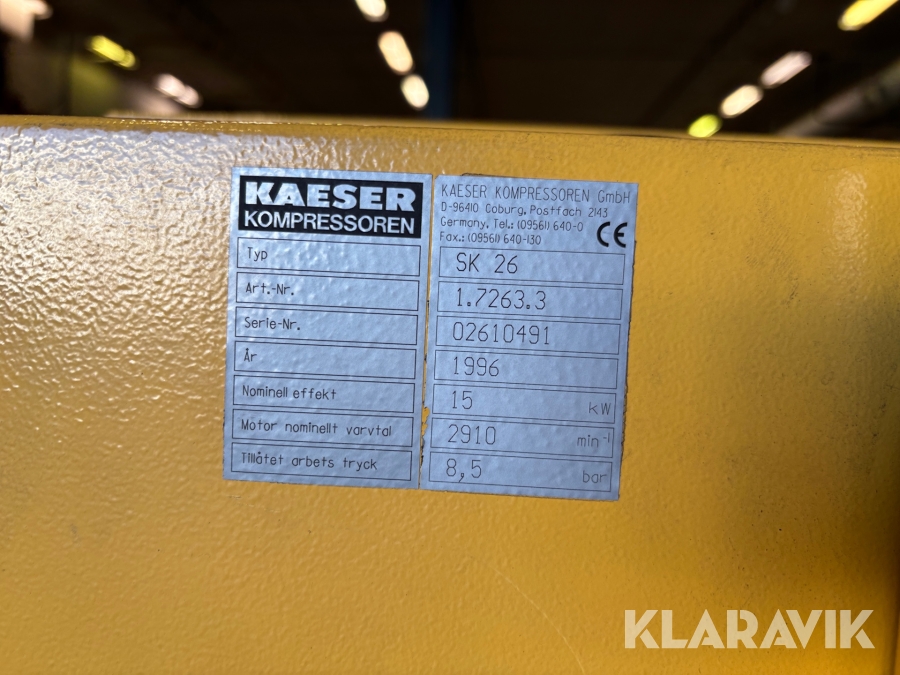 KAESER
KOMPRESSOREN
KAESER KOMPRESSOREN GmbH
D-96410 Coburg, Postfach 2143
Germany, Tel.: (09561) 640-0
Fax.: (09561) 640-130
CE
Typ SK 26
Art.-Nr. 1.7263.3
Serie-Nr. 02610491
År 1996
Nominell effekt 15 kW
Motor nominellt varvtal 2910 min⁻¹
Tillåtet arbets tryck 8,5 bar
KLARAVIK